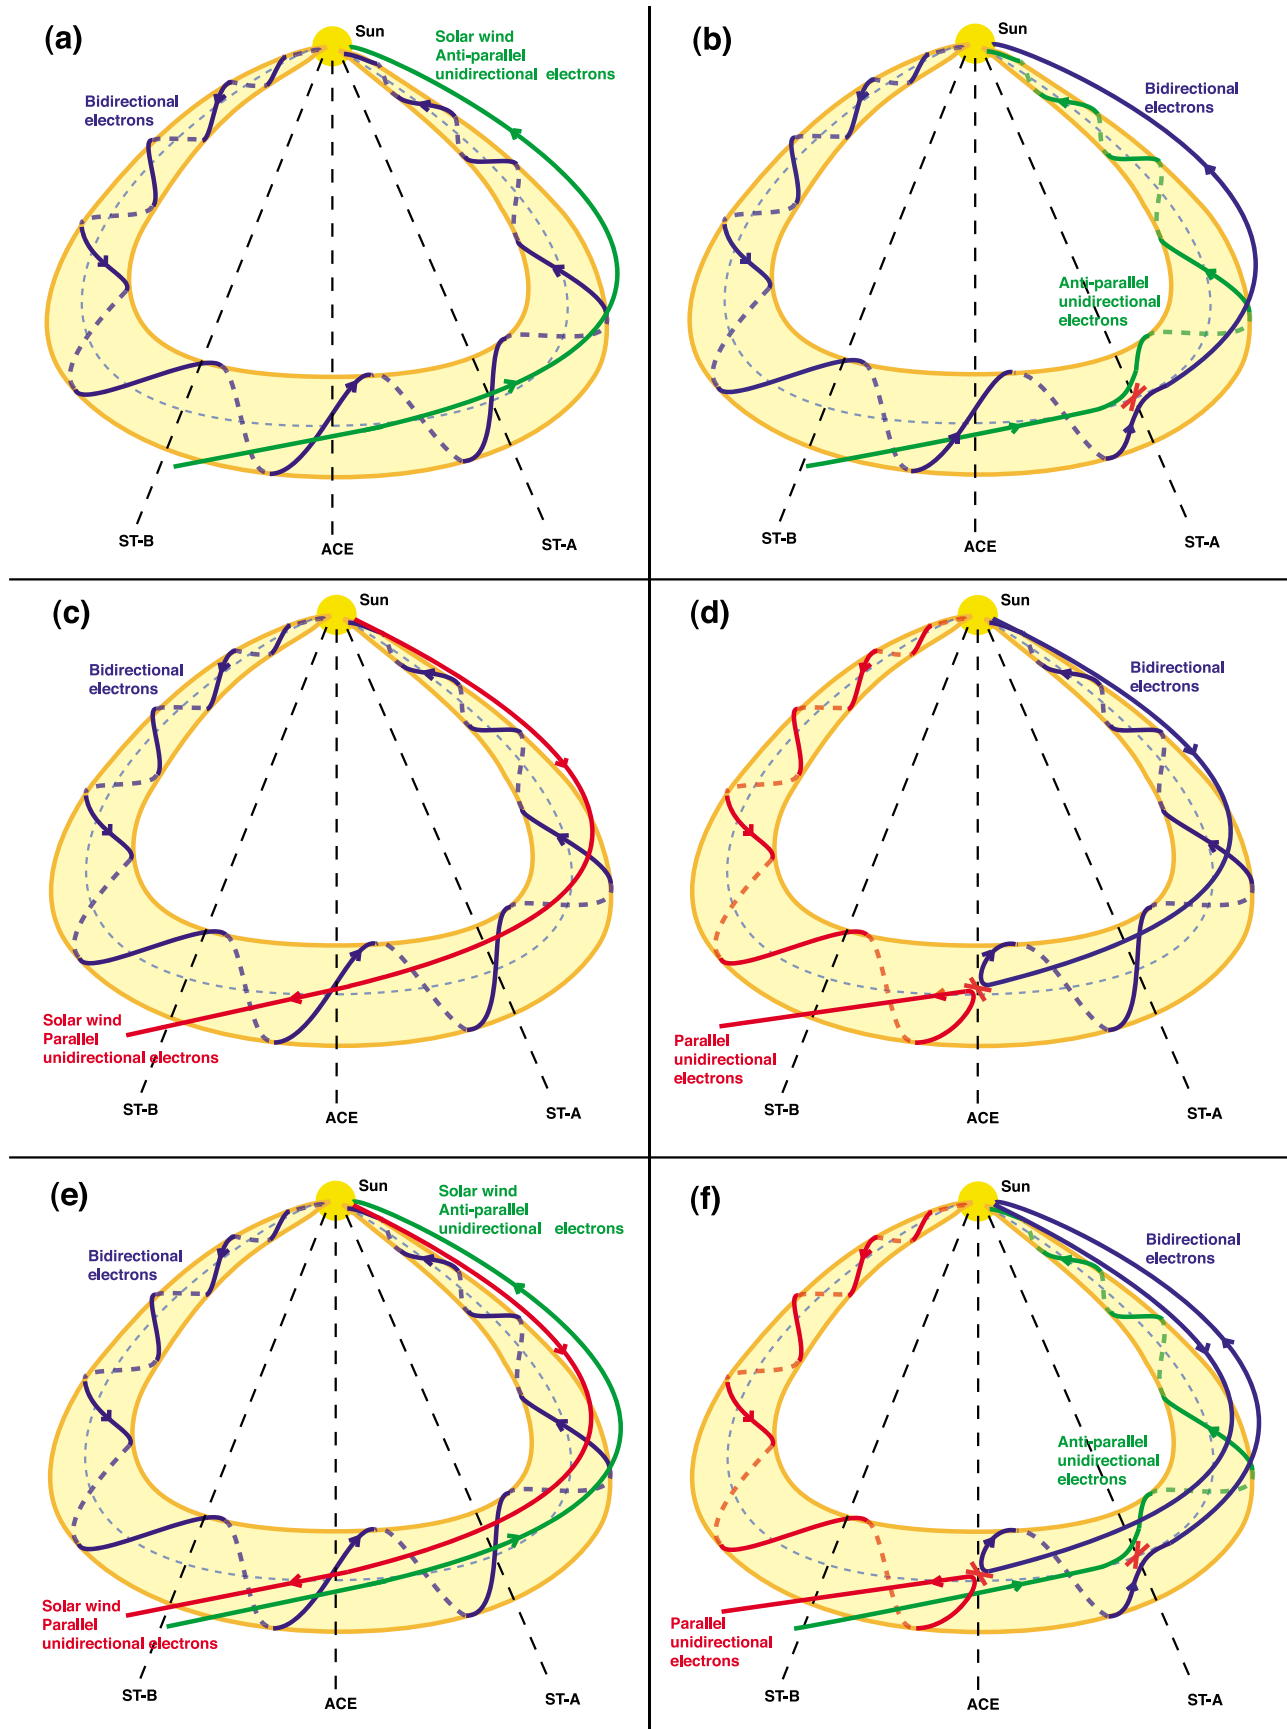 (a)
Sun
Solar wind
Anti-parallel
unidirectional electrons
Bidirectional
electrons
ST-B
ACE
ST-A
(b)
Sun
Bidirectional
electrons
Anti-parallel
unidirectional
electrons
ST-B
ACE
ST-A
(c)
Sun
Bidirectional
electrons
Solar wind
Parallel
unidirectional electrons
ST-B
ACE
ST-A
(d)
Sun
Bidirectional
electrons
Parallel
unidirectional
electrons
ST-B
ACE
ST-A
(e)
Sun
Solar wind
Anti-parallel
unidirectional electrons
Bidirectional
electrons
Solar wind
Parallel
unidirectional electrons
ST-B
ACE
ST-A
(f)
Sun
Bidirectional
electrons
Anti-parallel
unidirectional
electrons
Parallel
unidirectional
electrons
ST-B
ACE
ST-A